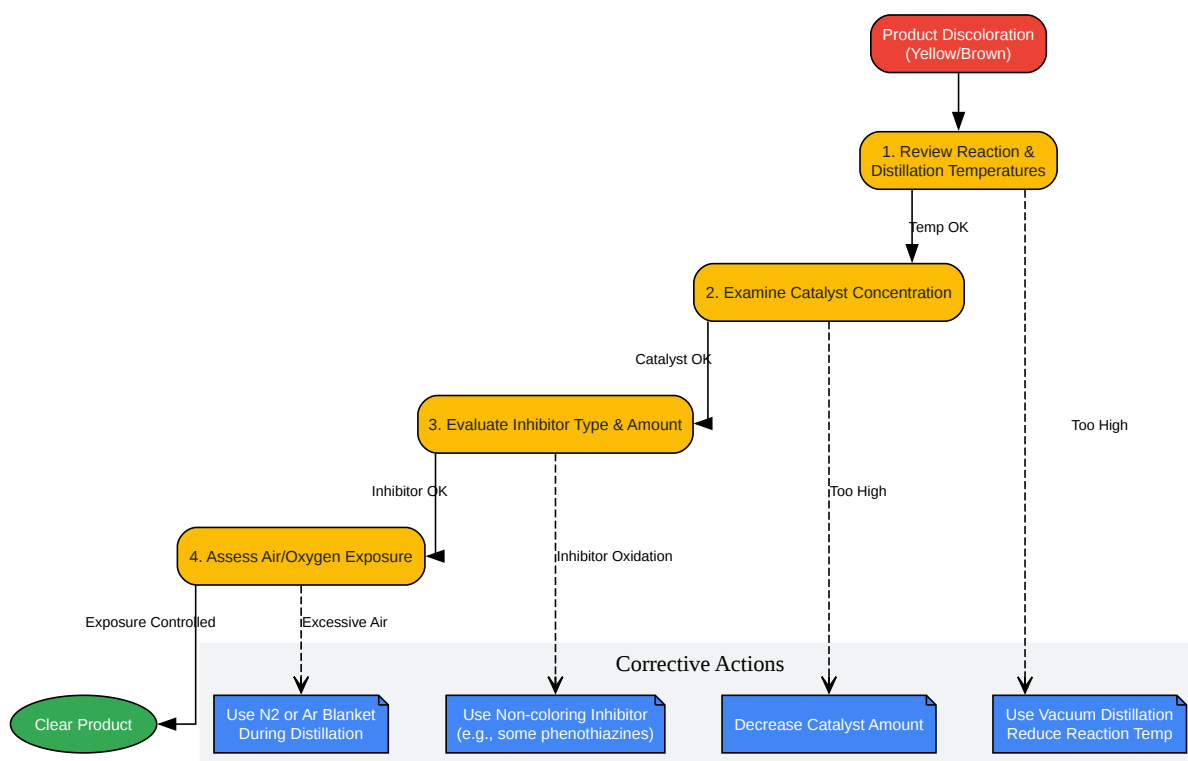 Product Discoloration
(Yellow/Brown)
1. Review Reaction &
Distillation Temperatures
Temp OK
2. Examine Catalyst Concentration
Catalyst OK
3. Evaluate Inhibitor Type & Amount
Too High
Inhibitor OK
Too High
4. Assess Air/Oxygen Exposure
Inhibitor Oxidation
Exposure Controlled
Excessive Air
Corrective Actions
Clear Product
Use N2 or Ar Blanket
During Distillation
Use Non-coloring Inhibitor
(e.g., some phenothiazines)
Decrease Catalyst Amount
Use Vacuum Distillation
Reduce Reaction Temp